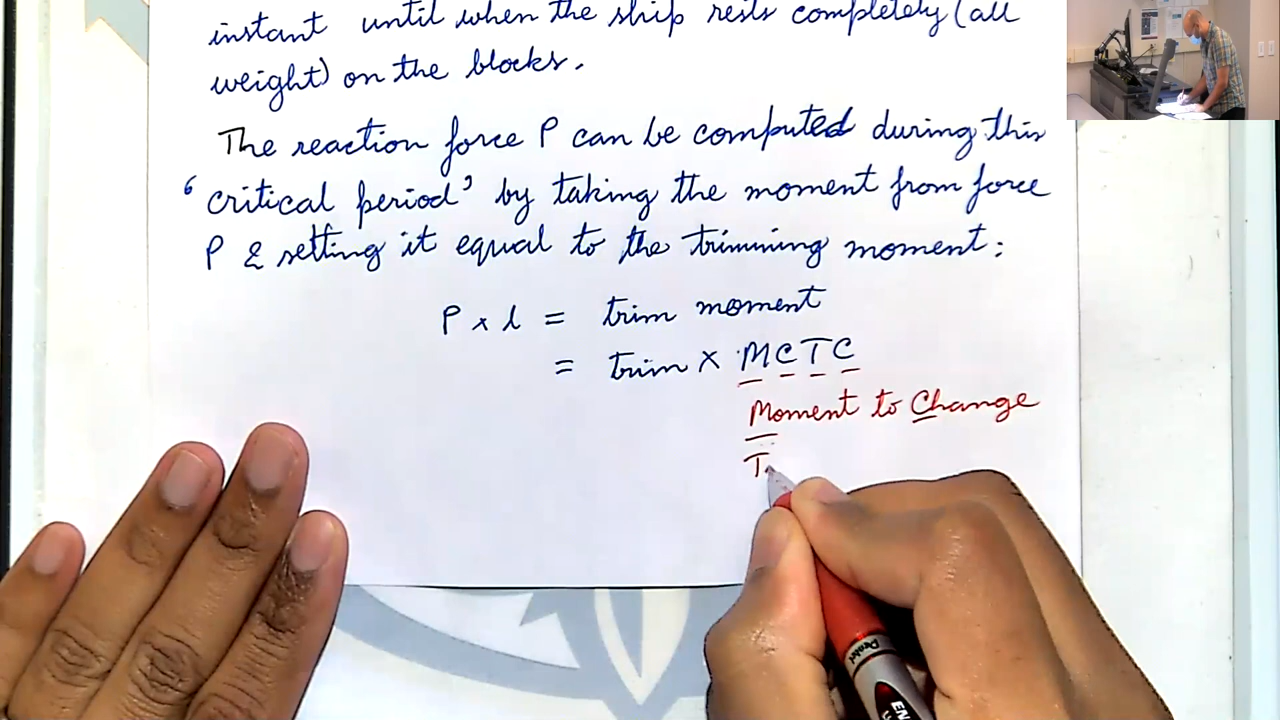 instant until when the ship rests completely (all
weight) on the blocks.
The reaction force P can be computed during this
'critical period' by taking the moment from force
P & setting it equal to the trimming moment:
P x l = trim moment
= trim x MCTC
Moment to Change
T
Pentel
EN